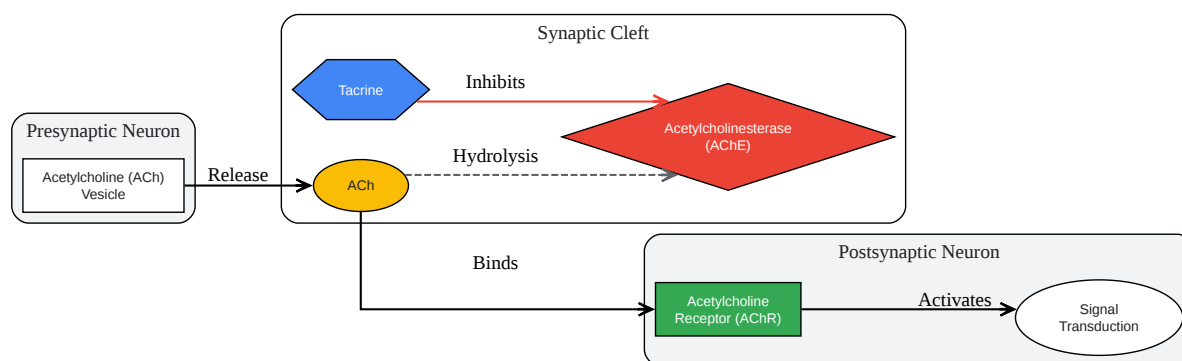 Synaptic Cleft
Tacrine
Inhibits
Acetylcholinesterase
(AChE)
Presynaptic Neuron
Acetylcholine (ACh)
Vesicle
Release
ACh
Hydrolysis
Binds
Postsynaptic Neuron
Acetylcholine
Receptor (AChR)
Activates
Signal
Transduction